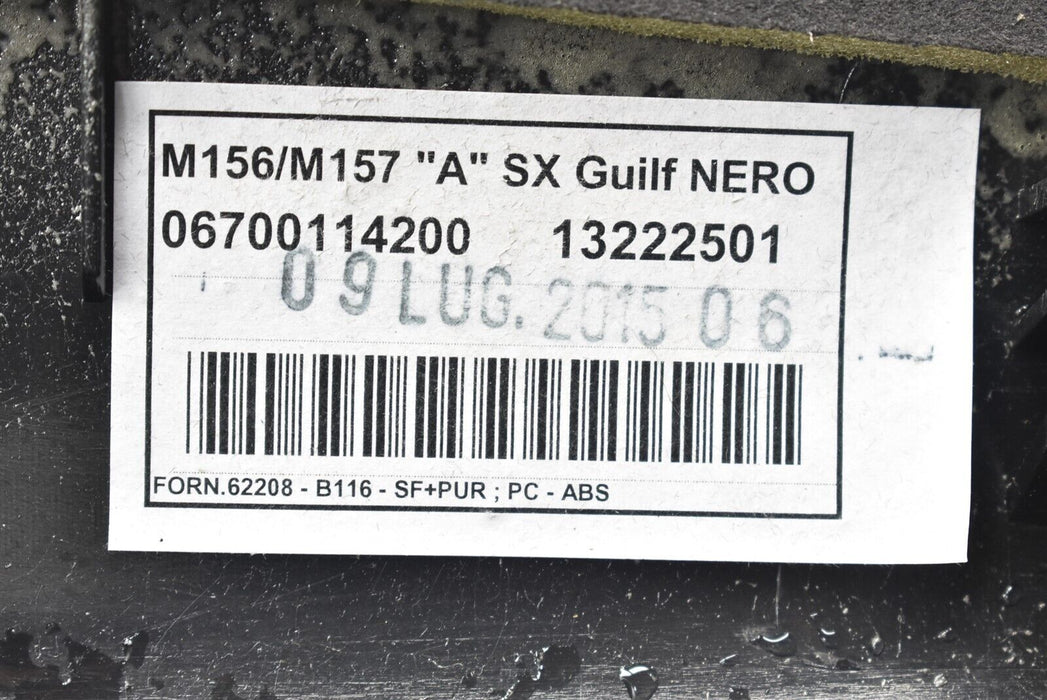 M156/M157 "A" SX Guilf NERO
06700114200 13222501
09 LUG. 2015 06
FORN.62208 - B116 - SF+PUR ; PC - ABS